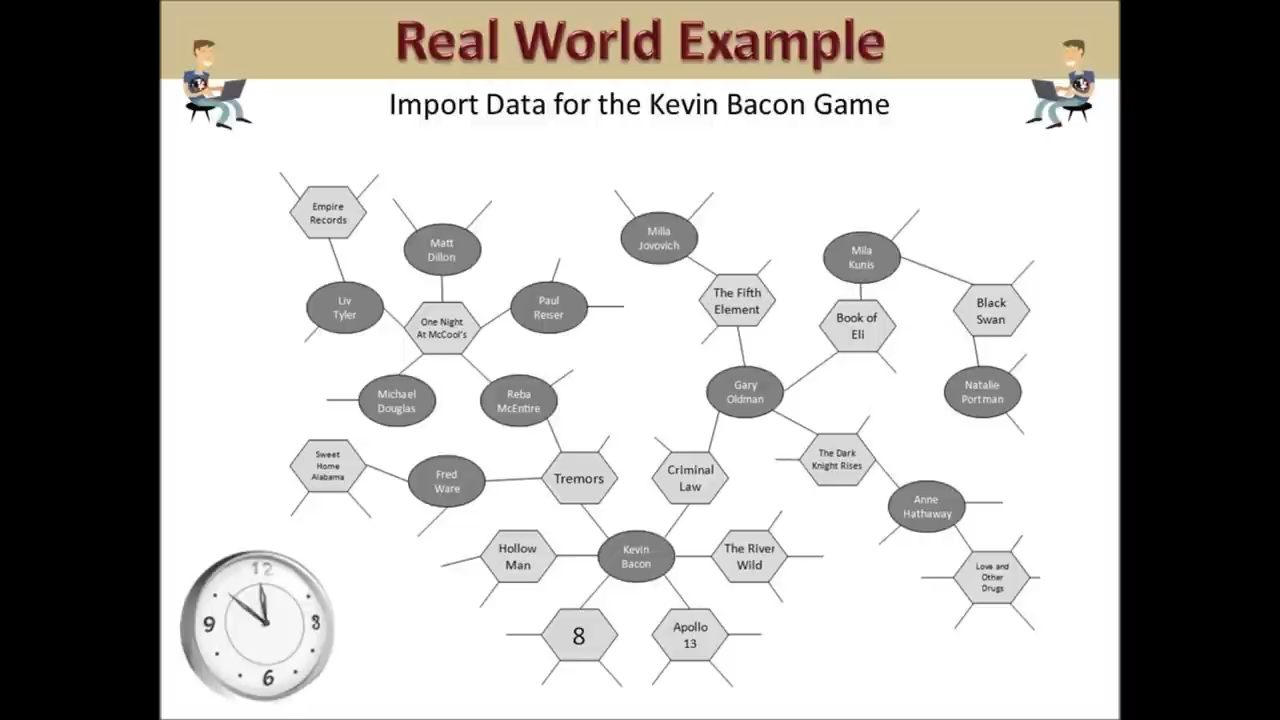 Real World Example
Import Data for the Kevin Bacon Game
Empire
Records
Matt
Dillon
Milla
Jovovich
Mila
Kunis
Liv
Tyler
One Night
At McCool's
Paul
Reiser
The Fifth
Element
Book of
Eli
Black
Swan
Michael
Douglas
Reba
McEntire
Gary
Oldman
Natalie
Portman
Sweet
Home
Alabama
Fred
Ware
Tremors
Criminal
Law
The Dark
Knight Rises
Anne
Hathaway
Hollow
Man
Kevin
Bacon
The River
Wild
Love and
Other
Drugs
8
Apollo
13
12
9
3
6